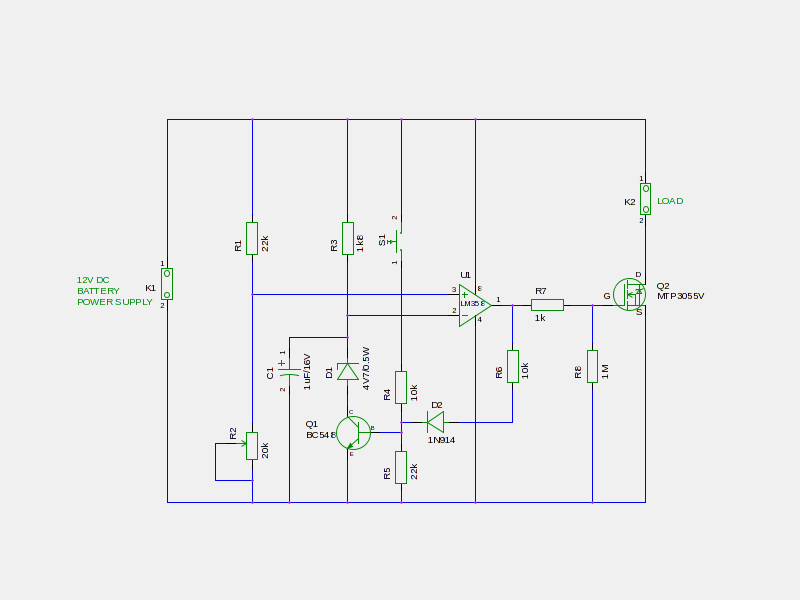 1
K2
LOAD
2
2
S1
1
R1
22k
R3
1k8
1
12V DC
BATTERY
POWER SUPPLY
K1
2
U1
8
3
LM358
1
2
4
R7
1k
D
G
Q2
MTP3055V
S
C1
1
2
1uF/16V
D1
4V7/0.5W
R4
10k
R6
10k
R8
1M
D2
1N914
R2
20k
Q1
BC548
C
B
E
R5
22k